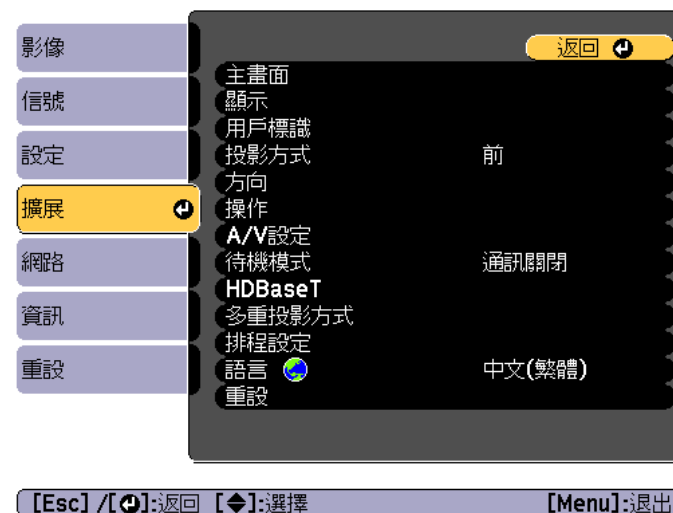 影像
信號
設定
擴展
網路
資訊
重設
返回
主畫面
顯示
用戶標識
投影方式 前
方向
操作
A/V設定
待機模式 通訊關閉
HDBaseT
多重投影方式
排程設定
語言 中文(繁體)
重設
[Esc] /[⏎]:返回 [◆]:選擇 [Menu]:退出